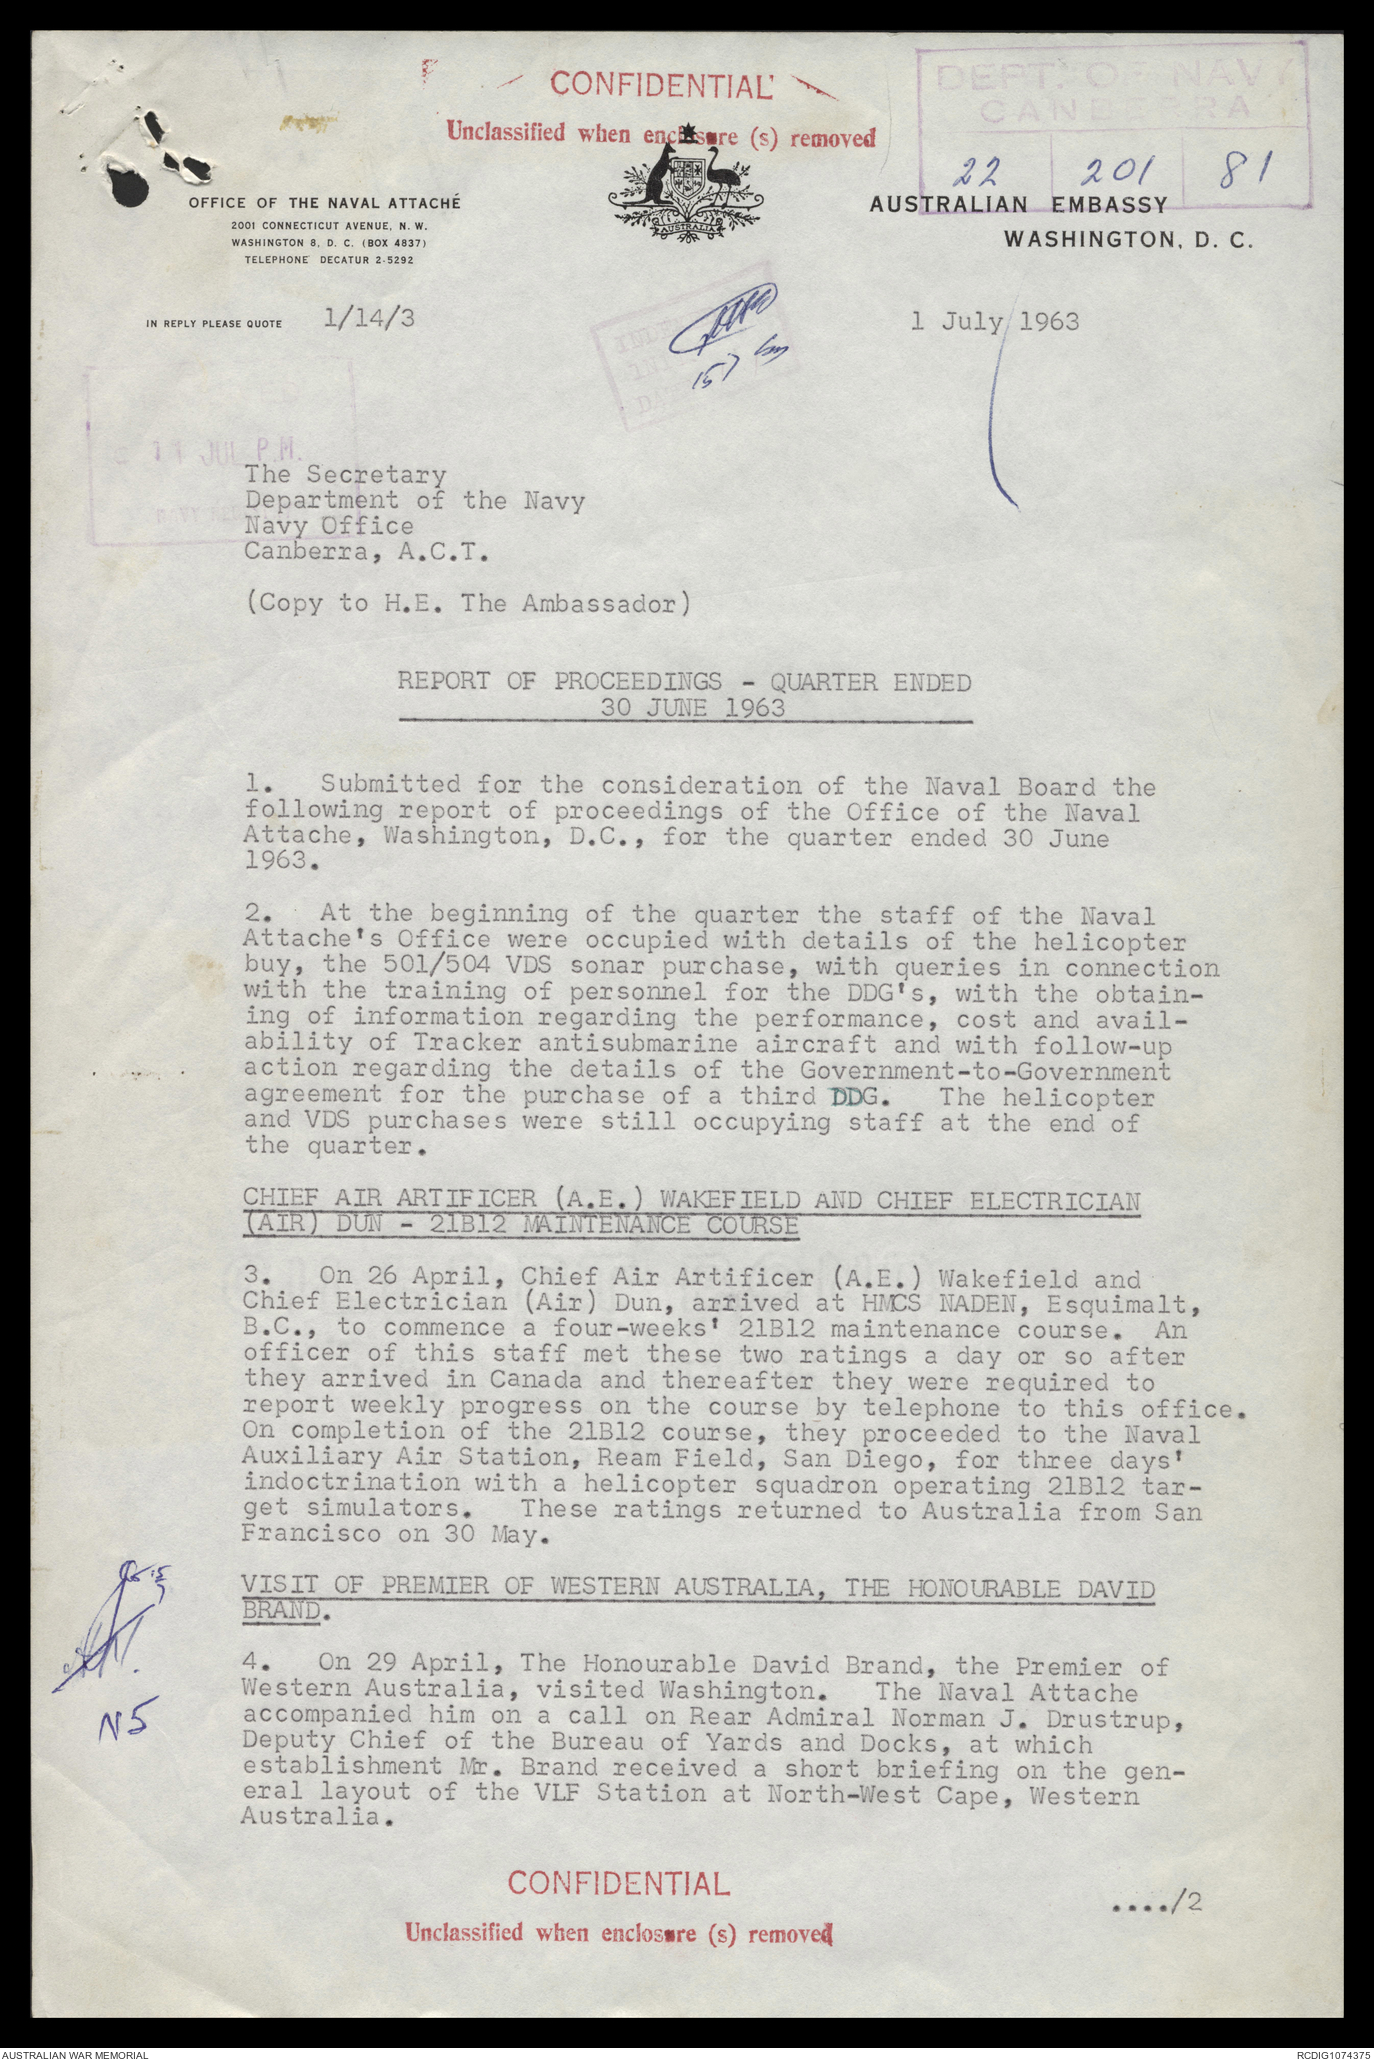 CONFIDENTIAL
Unclassified when enclosure (s) removed
DEPT. OF NAVY
CANBERRA
22 201 81
OFFICE OF THE NAVAL ATTACHÉ
2001 CONNECTICUT AVENUE, N. W.
WASHINGTON 8, D. C. (BOX 4837)
TELEPHONE DECATUR 2-5292
AUSTRALIA
AUSTRALIAN EMBASSY
WASHINGTON, D. C.
IN REPLY PLEASE QUOTE 1/14/3
1 July 1963
15/7
11 JUL P.M.
The Secretary
Department of the Navy
Navy Office
Canberra, A.C.T.
(Copy to H.E. The Ambassador)
REPORT OF PROCEEDINGS - QUARTER ENDED
30 JUNE 1963
1. Submitted for the consideration of the Naval Board the
following report of proceedings of the Office of the Naval
Attache, Washington, D.C., for the quarter ended 30 June
1963.
2. At the beginning of the quarter the staff of the Naval
Attache's Office were occupied with details of the helicopter
buy, the 501/504 VDS sonar purchase, with queries in connection
with the training of personnel for the DDG's, with the obtain-
ing of information regarding the performance, cost and avail-
ability of Tracker antisubmarine aircraft and with follow-up
action regarding the details of the Government-to-Government
agreement for the purchase of a third DDG. The helicopter
and VDS purchases were still occupying staff at the end of
the quarter.
CHIEF AIR ARTIFICER (A.E.) WAKEFIELD AND CHIEF ELECTRICIAN
(AIR) DUN - 21B12 MAINTENANCE COURSE
3. On 26 April, Chief Air Artificer (A.E.) Wakefield and
Chief Electrician (Air) Dun, arrived at HMCS NADEN, Esquimalt,
B.C., to commence a four-weeks' 21B12 maintenance course. An
officer of this staff met these two ratings a day or so after
they arrived in Canada and thereafter they were required to
report weekly progress on the course by telephone to this office.
On completion of the 21B12 course, they proceeded to the Naval
Auxiliary Air Station, Ream Field, San Diego, for three days'
indoctrination with a helicopter squadron operating 21B12 tar-
get simulators. These ratings returned to Australia from San
Francisco on 30 May.
VISIT OF PREMIER OF WESTERN AUSTRALIA, THE HONOURABLE DAVID
BRAND.
4. On 29 April, The Honourable David Brand, the Premier of
Western Australia, visited Washington. The Naval Attache
accompanied him on a call on Rear Admiral Norman J. Drustrup,
Deputy Chief of the Bureau of Yards and Docks, at which
establishment Mr. Brand received a short briefing on the gen-
eral layout of the VLF Station at North-West Cape, Western
Australia.
N5
CONFIDENTIAL
Unclassified when enclosure (s) removed
..../2
AUSTRALIAN WAR MEMORIAL
RCDIG1074375